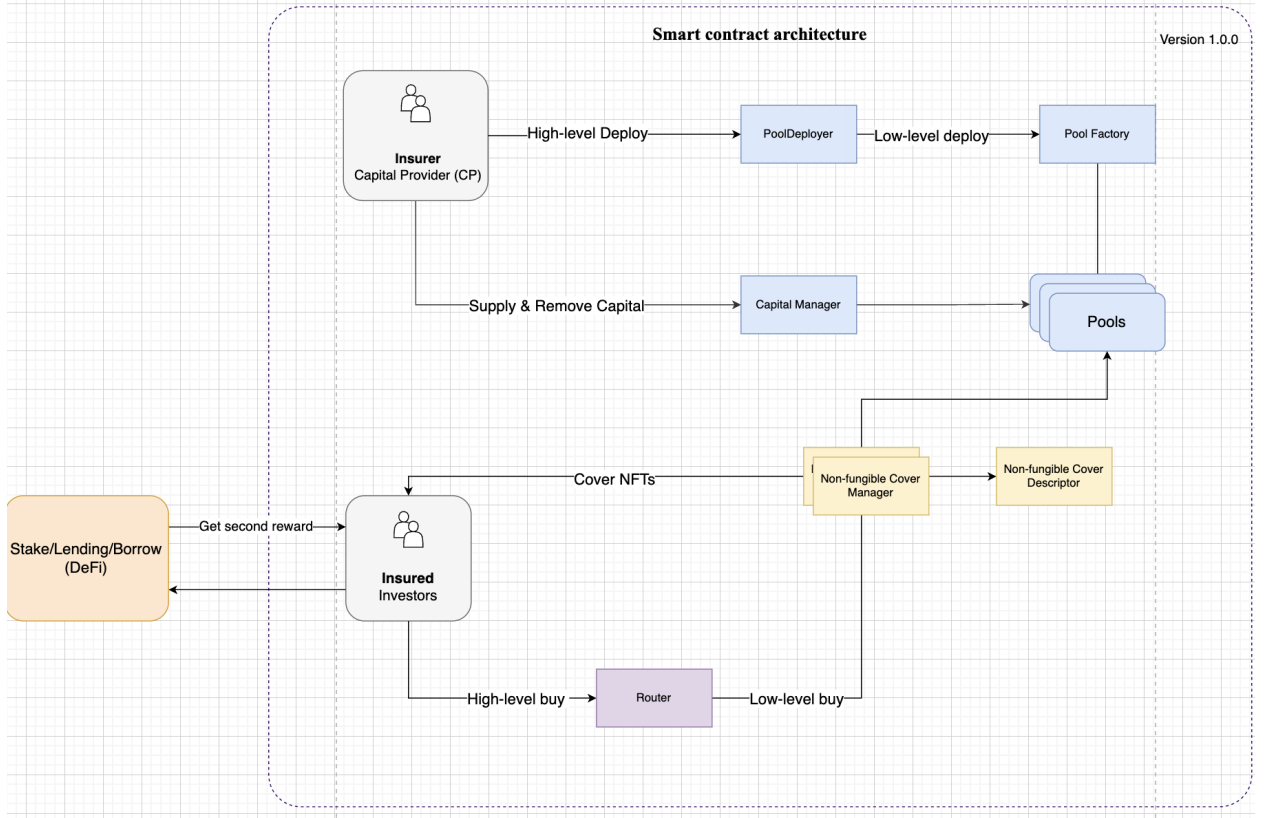 Smart contract architecture
Version 1.0.0
Insurer
Capital Provider (CP)
High-level Deploy
PoolDeployer
Low-level deploy
Pool Factory
Supply & Remove Capital
Capital Manager
Pools
Cover NFTs
Non-fungible Cover
Manager
Non-fungible Cover
Descriptor
Stake/Lending/Borrow
(DeFi)
Get second reward
Insured
Investors
High-level buy
Router
Low-level buy